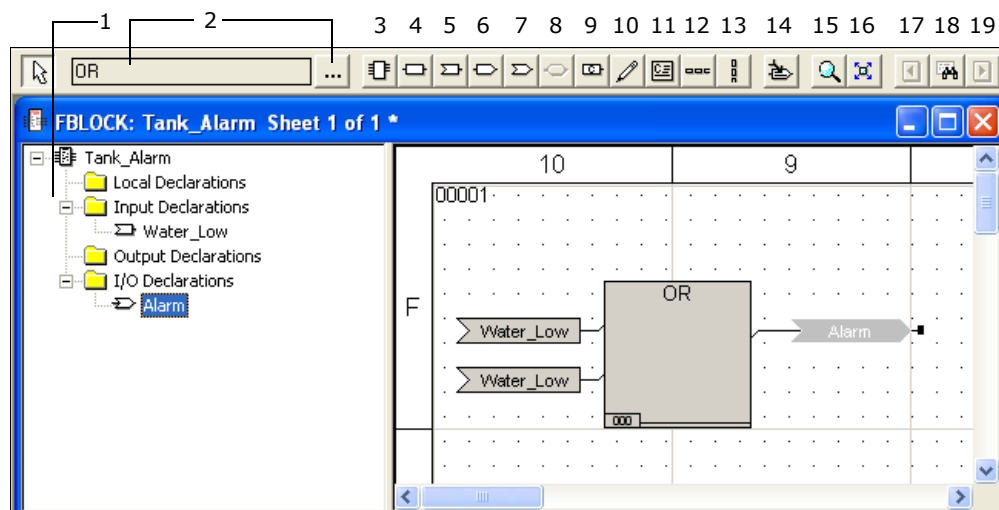 1 2 3 4 5 6 7 8 9 10 11 12 13 14 15 16 17 18 19
OR ...
FBLOCK: Tank_Alarm Sheet 1 of 1 *
Tank_Alarm
Local Declarations
Input Declarations
Water_Low
Output Declarations
I/O Declarations
Alarm
10 9
00001
F
OR
Water_Low
Alarm
Water_Low
000